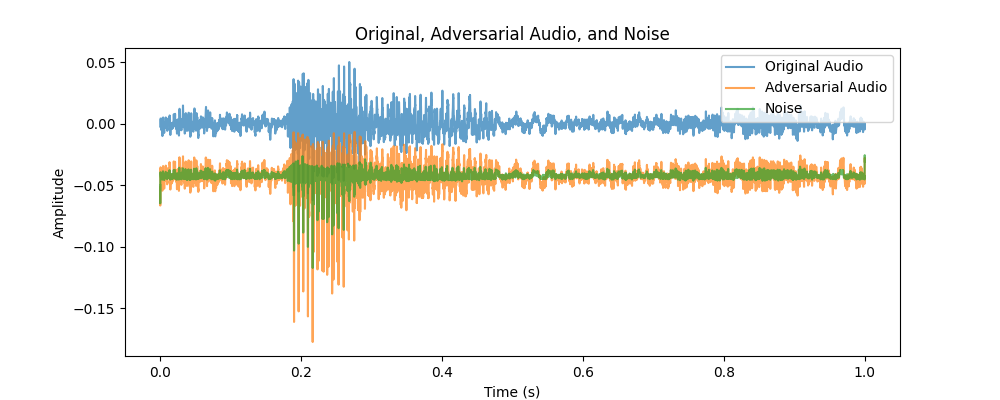 Original, Adversarial Audio, and Noise
Original Audio
Adversarial Audio
Noise
Amplitude
0.05
0.00
−0.05
−0.10
−0.15
0.0 0.2 0.4 0.6 0.8 1.0
Time (s)